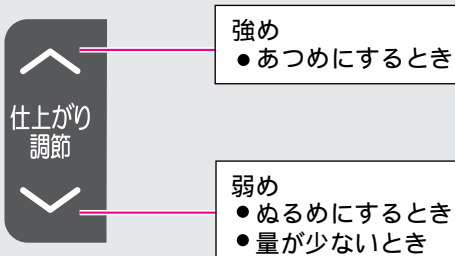 強め
●あつめにするとき
仕上がり
調節
弱め
●ぬるめにするとき
●量が少ないとき